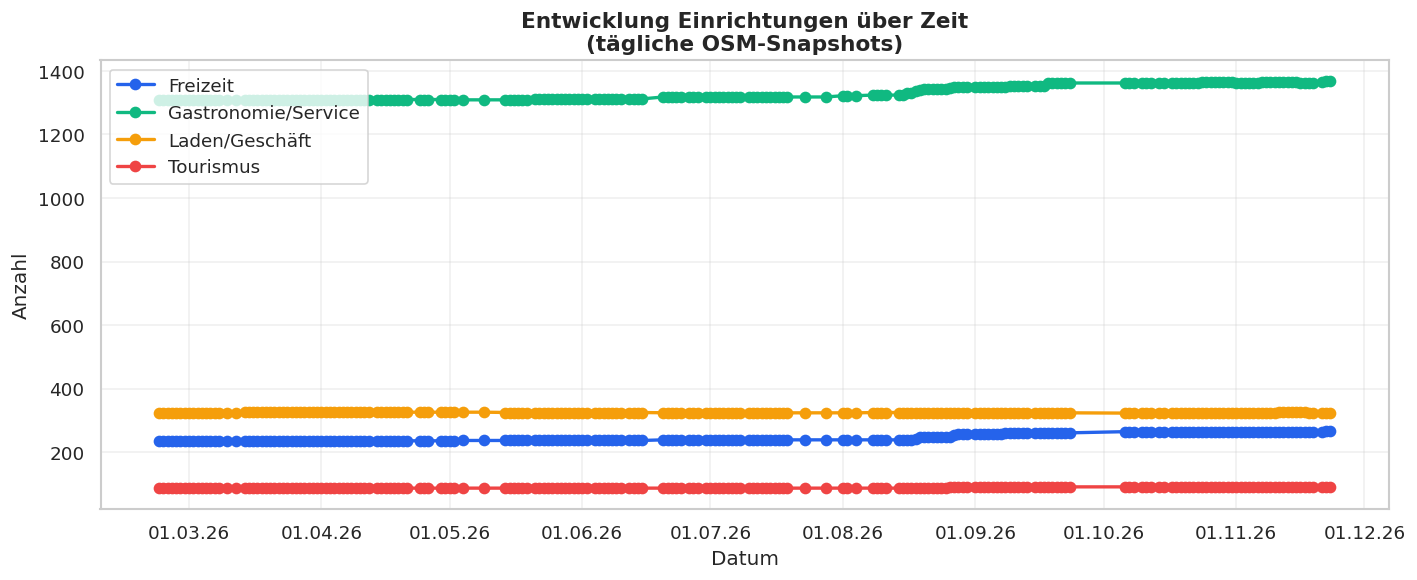 Entwicklung Einrichtungen über Zeit
(tägliche OSM-Snapshots)
Freizeit
Gastronomie/Service
Laden/Geschäft
Tourismus
Anzahl
1400
1200
1000
800
600
400
200
01.03.26
01.04.26
01.05.26
01.06.26
01.07.26
01.08.26
01.09.26
01.10.26
01.11.26
01.12.26
Datum